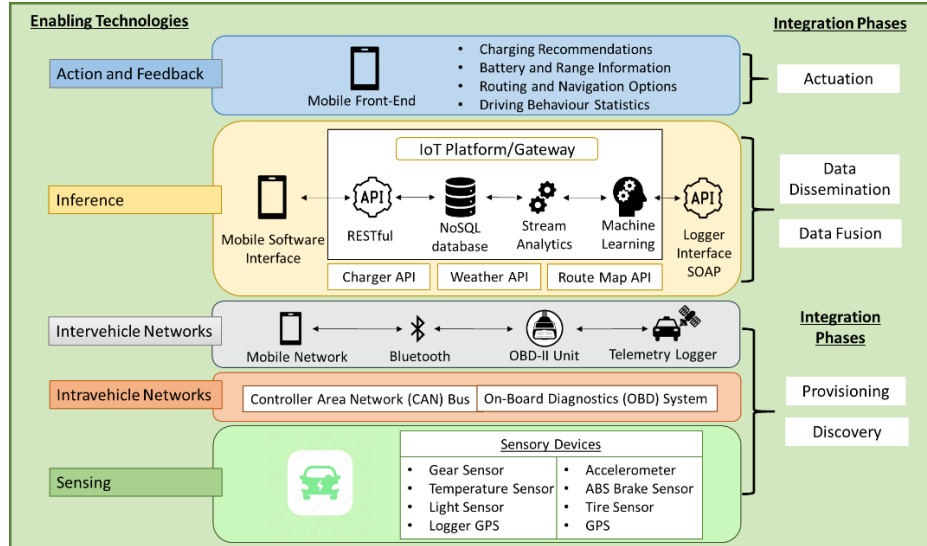 Enabling Technologies
Integration Phases
Action and Feedback
Mobile Front-End
• Charging Recommendations
• Battery and Range Information
• Routing and Navigation Options
• Driving Behaviour Statistics
Actuation
Inference
IoT Platform/Gateway
Mobile Software
Interface
API
RESTful
NoSQL
database
Stream
Analytics
Machine
Learning
API
Logger
Interface
SOAP
Charger API
Weather API
Route Map API
Data
Dissemination
Data Fusion
Intervehicle Networks
Mobile Network
Bluetooth
OBD-II Unit
Telemetry Logger
Integration
Phases
Intravehicle Networks
Controller Area Network (CAN) Bus
On-Board Diagnostics (OBD) System
Provisioning
Discovery
Sensing
Sensory Devices
• Gear Sensor
• Temperature Sensor
• Light Sensor
• Logger GPS
• Accelerometer
• ABS Brake Sensor
• Tire Sensor
• GPS